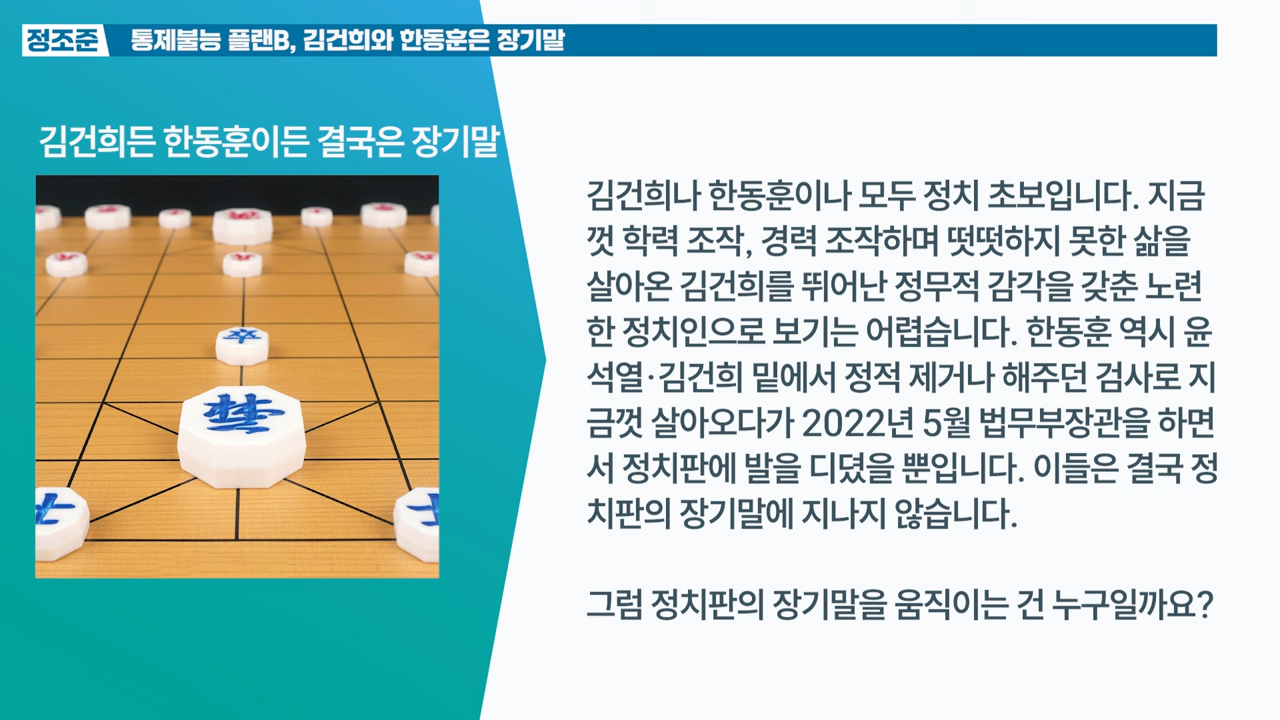 정조준
통제불능 플랜B, 김건희와 한동훈은 장기말
김건희든 한동훈이든 결국은 장기말
楚
김건희나 한동훈이나 모두 정치 초보입니다. 지금
껏 학력 조작, 경력 조작하며 떳떳하지 못한 삶을
살아온 김건희를 뛰어난 정무적 감각을 갖춘 노련
한 정치인으로 보기는 어렵습니다. 한동훈 역시 윤
석열·김건희 밑에서 정적 제거나 해주던 검사로 지
금껏 살아오다가 2022년 5월 법무부장관을 하면
서 정치판에 발을 디뎠을 뿐입니다. 이들은 결국 정
치판의 장기말에 지나지 않습니다.
그럼 정치판의 장기말을 움직이는 건 누구일까요?